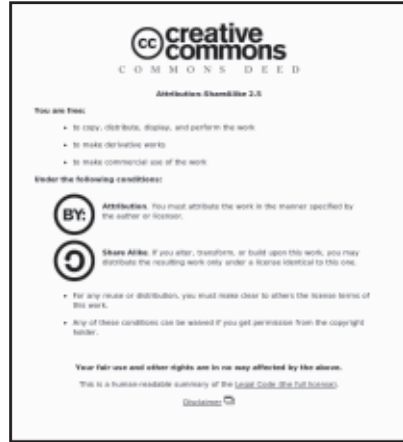 cc creative
commons
COMMONS DEED
Attribution-ShareAlike 2.5
You are free:
• to copy, distribute, display, and perform the work
• to make derivative works
• to make commercial use of the work
Under the following conditions:
BY:
Attribution. You must attribute the work in the manner specified by
the author or licensor.
Share Alike. If you alter, transform, or build upon this work, you may
distribute the resulting work only under a license identical to this one.
• For any reuse or distribution, you must make clear to others the license terms of
this work.
• Any of these conditions can be waived if you get permission from the copyright
holder.
Your fair use and other rights are in no way affected by the above.
This is a human-readable summary of the Legal Code (the full license).
Disclaimer